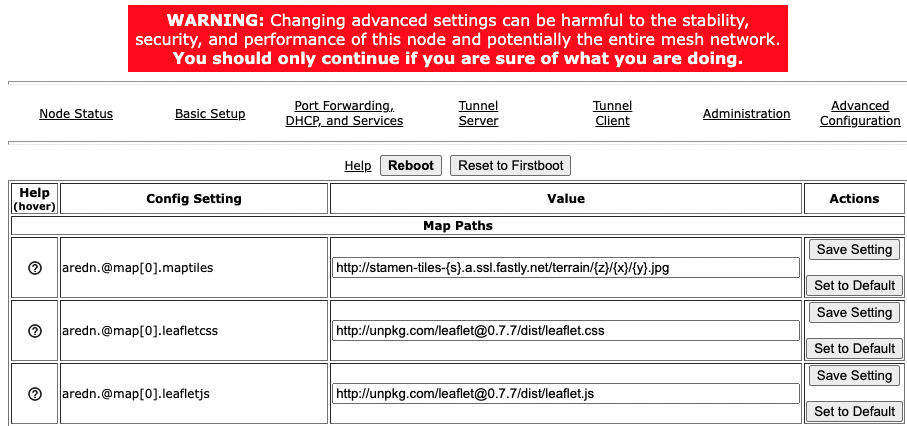 WARNING: Changing advanced settings can be harmful to the stability,
security, and performance of this node and potentially the entire mesh network.
You should only continue if you are sure of what you are doing.
Node Status
Basic Setup
Port Forwarding,
DHCP, and Services
Tunnel
Server
Tunnel
Client
Administration
Advanced
Configuration
Help Reboot Reset to Firstboot
Help
(hover)
Config Setting
Value
Actions
Map Paths
?
aredn.@map[0].maptiles
http://stamen-tiles-{s}.a.ssl.fastly.net/terrain/{z}/{x}/{y}.jpg
Save Setting
Set to Default
?
aredn.@map[0].leafletcss
http://unpkg.com/leaflet@0.7.7/dist/leaflet.css
Save Setting
Set to Default
?
aredn.@map[0].leafletjs
http://unpkg.com/leaflet@0.7.7/dist/leaflet.js
Save Setting
Set to Default